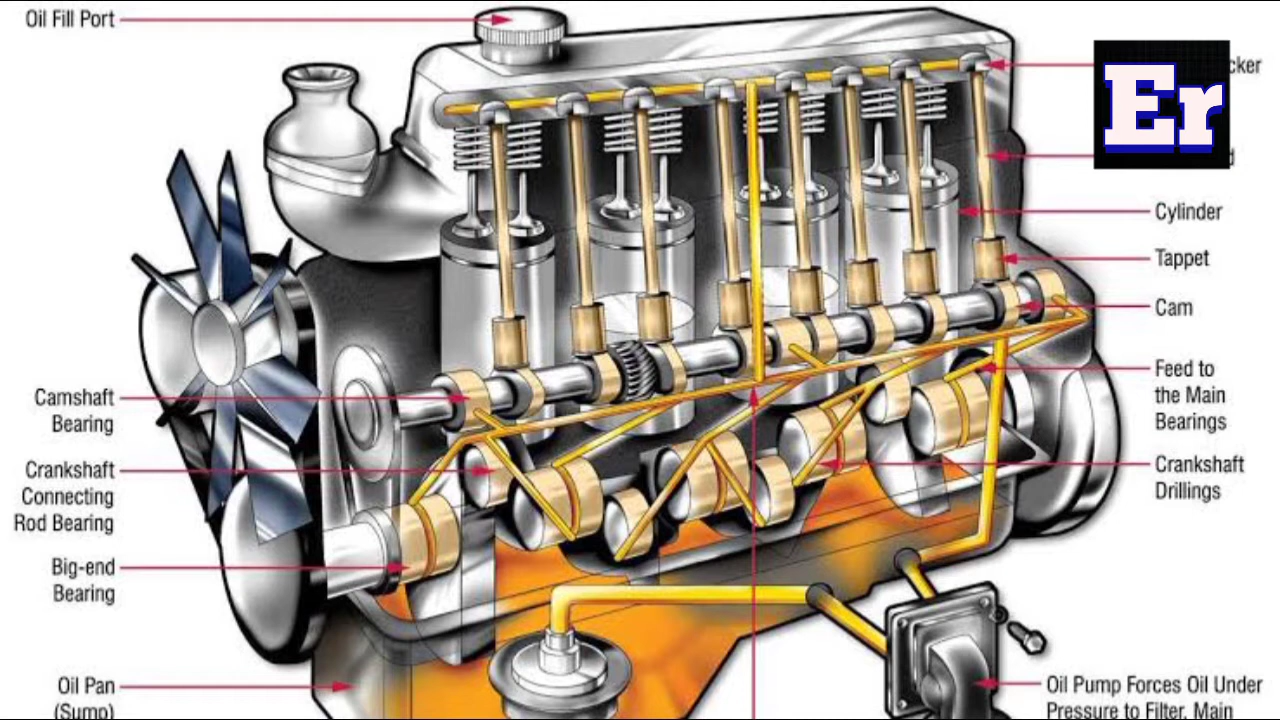 Oil Fill Port
Er
Cylinder
Tappet
Cam
Feed to
the Main
Bearings
Crankshaft
Drillings
Camshaft
Bearing
Crankshaft
Connecting
Rod Bearing
Big-end
Bearing
Oil Pan
(Sump)
Oil Pump Forces Oil Under
Pressure to Filter, Main